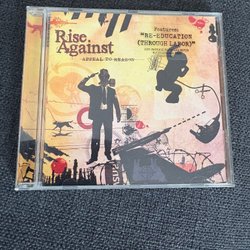 Rise.
Against
APPEAL TO REASON
Features:
"RE-EDUCATION
(THROUGH LABOR)"